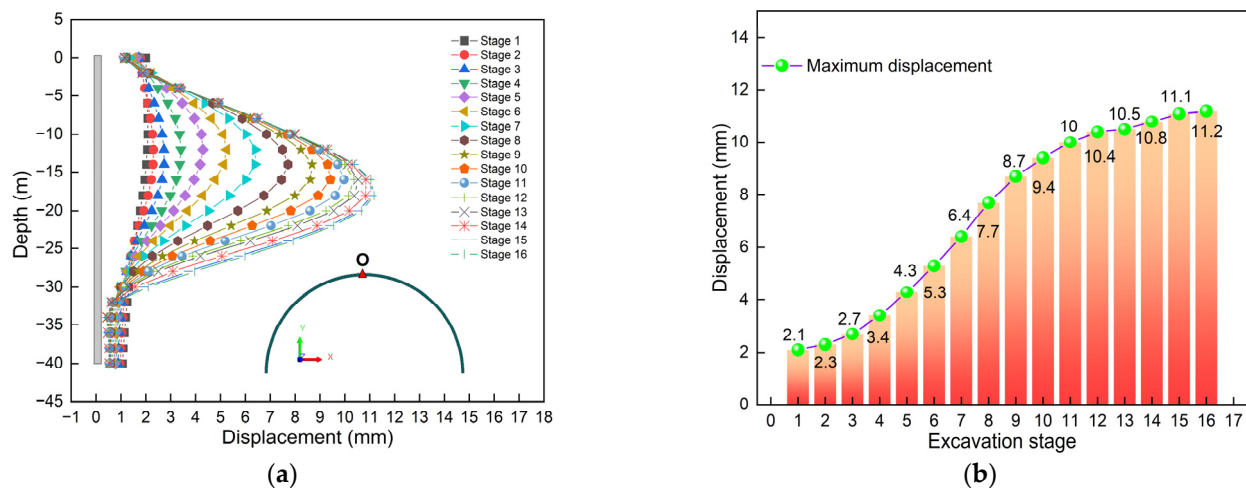 Stage 1
Stage 2
Stage 3
Stage 4
Stage 5
Stage 6
Stage 7
Stage 8
Stage 9
Stage 10
Stage 11
Stage 12
Stage 13
Stage 14
Stage 15
Stage 16
5
0
−5
−10
−15
−20
−25
−30
−35
−40
−45
Depth (m)
O
Y
Z
X
−1 0 1 2 3 4 5 6 7 8 9 10 11 12 13 14 15 16 17 18
Displacement (mm)
(a)
14
12
10
8
6
4
2
0
Displacement (mm)
Maximum displacement
2.1
2.3
2.7
3.4
4.3
5.3
6.4
7.7
8.7
9.4
10
10.4
10.5
10.8
11.1
11.2
0 1 2 3 4 5 6 7 8 9 10 11 12 13 14 15 16 17
Excavation stage
(b)